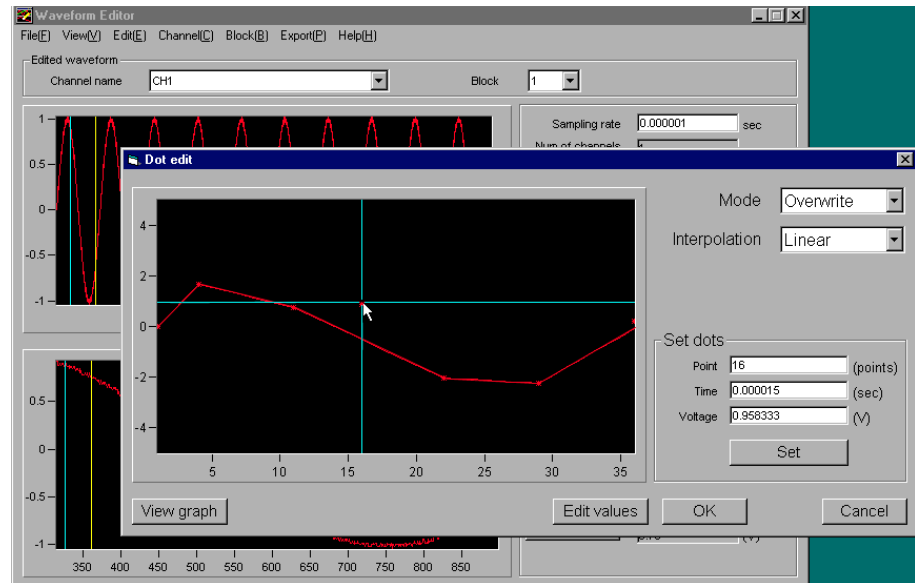 Waveform Editor
File(F) View(V) Edit(E) Channel(C) Block(B) Export(P) Help(H)
Edited waveform
Channel name CH1 Block 1
1
0.5
0
-0.5
-1
Sampling rate 0.000001 sec
Num of channels
Dot edit
4
2
0
-2
-4
5 10 15 20 25 30 35
Mode Overwrite
Interpolation Linear
Set dots
Point 16 (points)
Time 0.000015 (sec)
Voltage 0.958333 (V)
Set
View graph Edit values OK Cancel
0.5
0
-0.5
-1
350 400 450 500 550 600 650 700 750 800 850
(V)